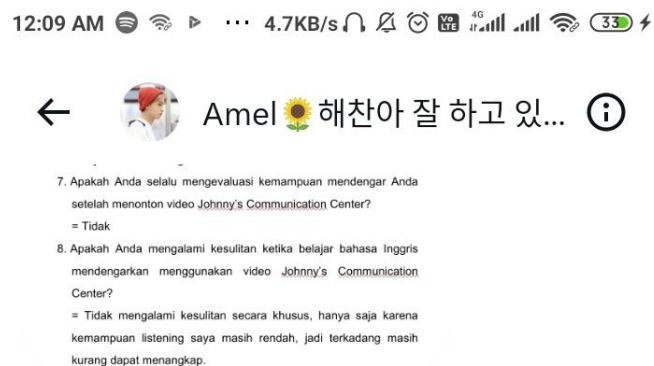 12:09 AM ... 4.7KB/s Vo LTE 4G 33
Amel🌻해찬아 잘 하고 있...
7. Apakah Anda selalu mengevaluasi kemampuan mendengar Anda
setelah menonton video Johnny's Communication Center?
= Tidak
8. Apakah Anda mengalami kesulitan ketika belajar bahasa Inggris
mendengarkan menggunakan video Johnny's Communication
Center?
= Tidak mengalami kesulitan secara khusus, hanya saja karena
kemampuan listening saya masih rendah, jadi terkadang masih
kurang dapat menangkap.